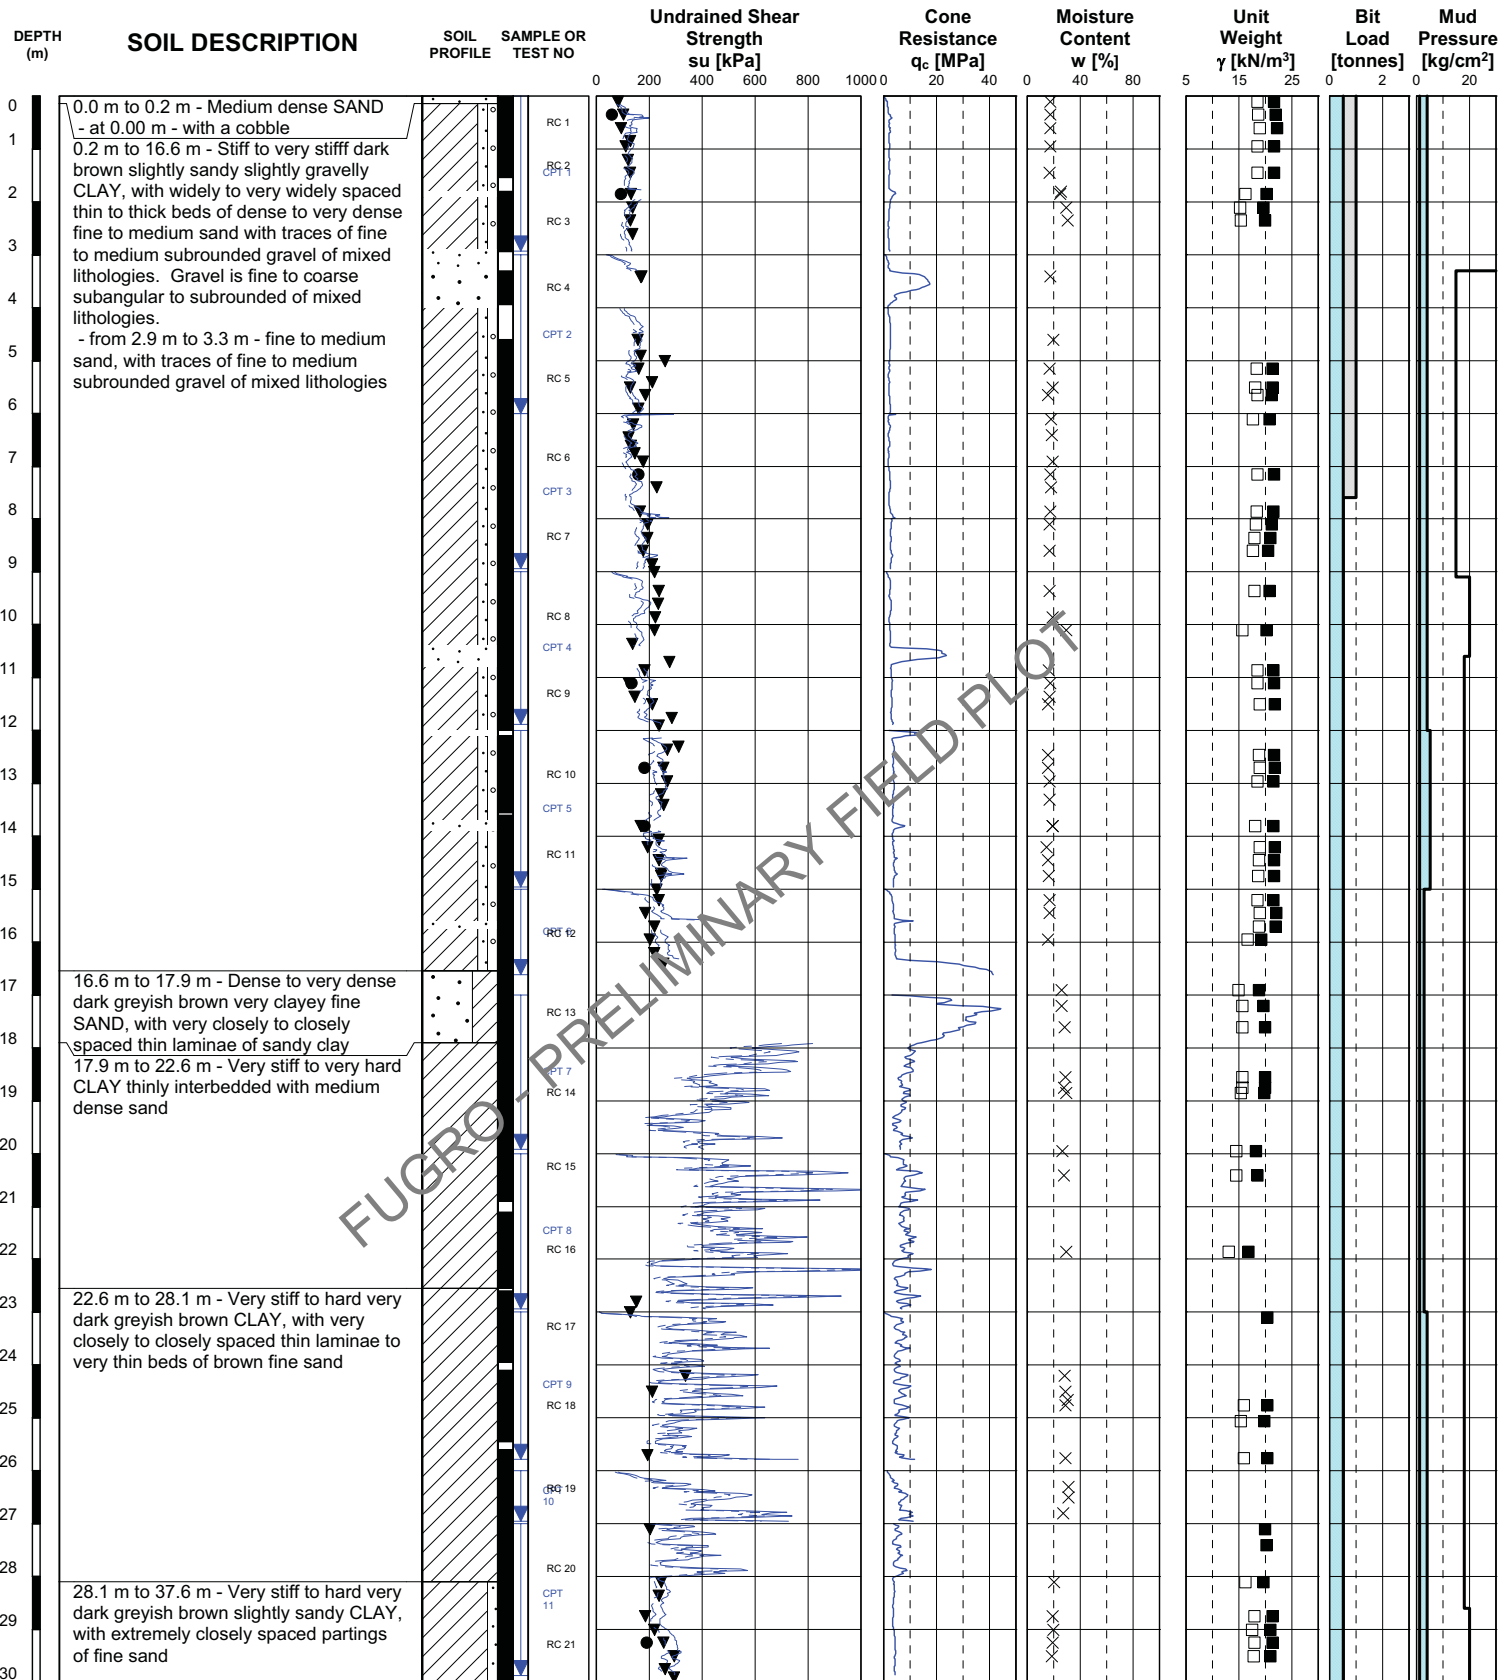 DEPTH
(m)
SOIL DESCRIPTION
SOIL
PROFILE
SAMPLE OR
TEST NO
Undrained Shear
Strength
su [kPa]
Cone
Resistance
qc [MPa]
Moisture
Content
w [%]
Unit
Weight
γ [kN/m³]
Bit
Load
[tonnes]
Mud
Pressure
[kg/cm²]
0 200 400 600 800 1000
0 20 40
0 40 80
5 15 25
0 2
0 20
0
1
2
3
4
5
6
7
8
9
10
11
12
13
14
15
16
17
18
19
20
21
22
23
24
25
26
27
28
29
30
0.0 m to 0.2 m - Medium dense SAND
- at 0.00 m - with a cobble
0.2 m to 16.6 m - Stiff to very stifff dark
brown slightly sandy slightly gravelly
CLAY, with widely to very widely spaced
thin to thick beds of dense to very dense
fine to medium sand with traces of fine
to medium subrounded gravel of mixed
lithologies. Gravel is fine to coarse
subangular to subrounded of mixed
lithologies.
- from 2.9 m to 3.3 m - fine to medium
sand, with traces of fine to medium
subrounded gravel of mixed lithologies
16.6 m to 17.9 m - Dense to very dense
dark greyish brown very clayey fine
SAND, with very closely to closely
spaced thin laminae of sandy clay
17.9 m to 22.6 m - Very stiff to very hard
CLAY thinly interbedded with medium
dense sand
22.6 m to 28.1 m - Very stiff to hard very
dark greyish brown CLAY, with very
closely to closely spaced thin laminae to
very thin beds of brown fine sand
28.1 m to 37.6 m - Very stiff to hard very
dark greyish brown slightly sandy CLAY,
with extremely closely spaced partings
of fine sand
RC 1
RC 2
CPT 1
RC 3
RC 4
CPT 2
RC 5
RC 6
CPT 3
RC 7
RC 8
CPT 4
RC 9
RC 10
CPT 5
RC 11
CPT 6
RC 12
RC 13
CPT 7
RC 14
RC 15
CPT 8
RC 16
RC 17
CPT 9
RC 18
RC 19
CPT
10
RC 20
CPT
11
RC 21
FUGRO - PRELIMINARY FIELD PLOT